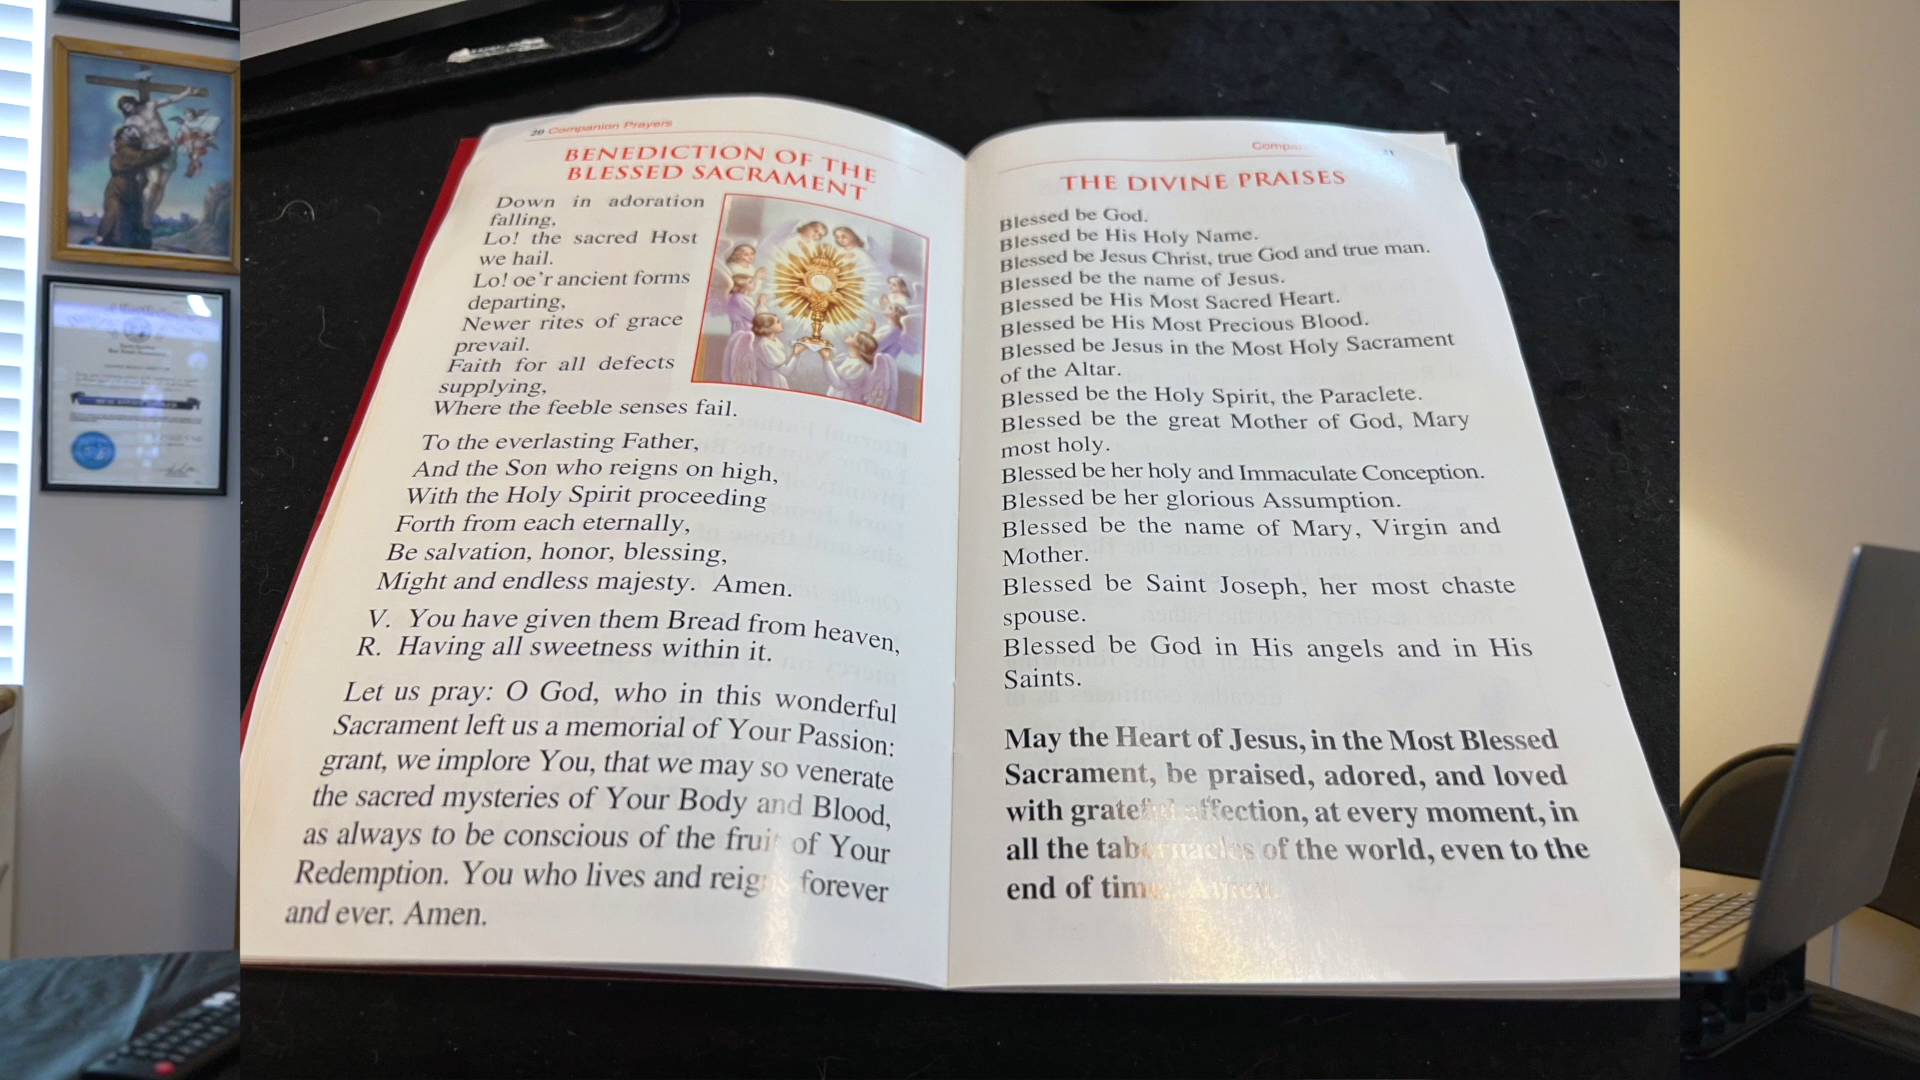 20 Companion Prayers
BENEDICTION OF THE
BLESSED SACRAMENT
Down in adoration
falling,
Lo! the sacred Host
we hail.
Lo! oe'r ancient forms
departing,
Newer rites of grace
prevail.
Faith for all defects
supplying,
Where the feeble senses fail.
To the everlasting Father,
And the Son who reigns on high,
With the Holy Spirit proceeding
Forth from each eternally,
Be salvation, honor, blessing,
Might and endless majesty. Amen.
V. You have given them Bread from heaven,
R. Having all sweetness within it.
Let us pray: O God, who in this wonderful
Sacrament left us a memorial of Your Passion:
grant, we implore You, that we may so venerate
the sacred mysteries of Your Body and Blood,
as always to be conscious of the fruit of Your
Redemption. You who lives and reigns forever
and ever. Amen.
THE DIVINE PRAISES
Blessed be God.
Blessed be His Holy Name.
Blessed be Jesus Christ, true God and true man.
Blessed be the name of Jesus.
Blessed be His Most Sacred Heart.
Blessed be His Most Precious Blood.
Blessed be Jesus in the Most Holy Sacrament
of the Altar.
Blessed be the Holy Spirit, the Paraclete.
Blessed be the great Mother of God, Mary
most holy.
Blessed be her holy and Immaculate Conception.
Blessed be her glorious Assumption.
Blessed be the name of Mary, Virgin and
Mother.
Blessed be Saint Joseph, her most chaste
spouse.
Blessed be God in His angels and in His
Saints.
May the Heart of Jesus, in the Most Blessed
Sacrament, be praised, adored, and loved
with grateful affection, at every moment, in
all the tabernacles of the world, even to the
end of time. Amen.